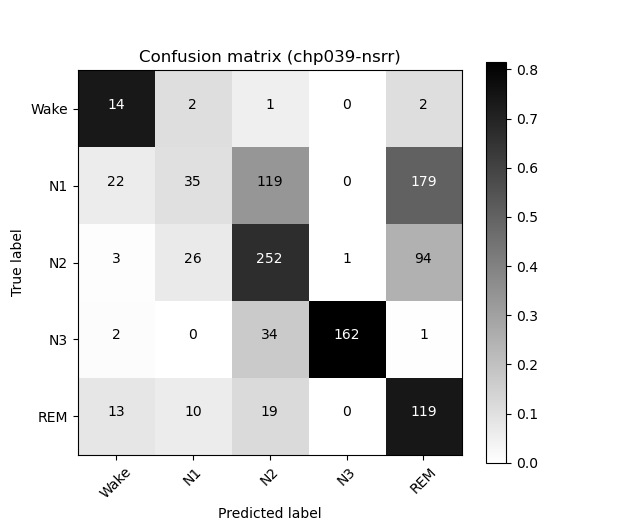 Confusion matrix (chp039-nsrr)
Wake 14 2 1 0 2
N1 22 35 119 0 179
N2 3 26 252 1 94
N3 2 0 34 162 1
REM 13 10 19 0 119
Wake N1 N2 N3 REM
Predicted label
True label
0.8
0.7
0.6
0.5
0.4
0.3
0.2
0.1
0.0